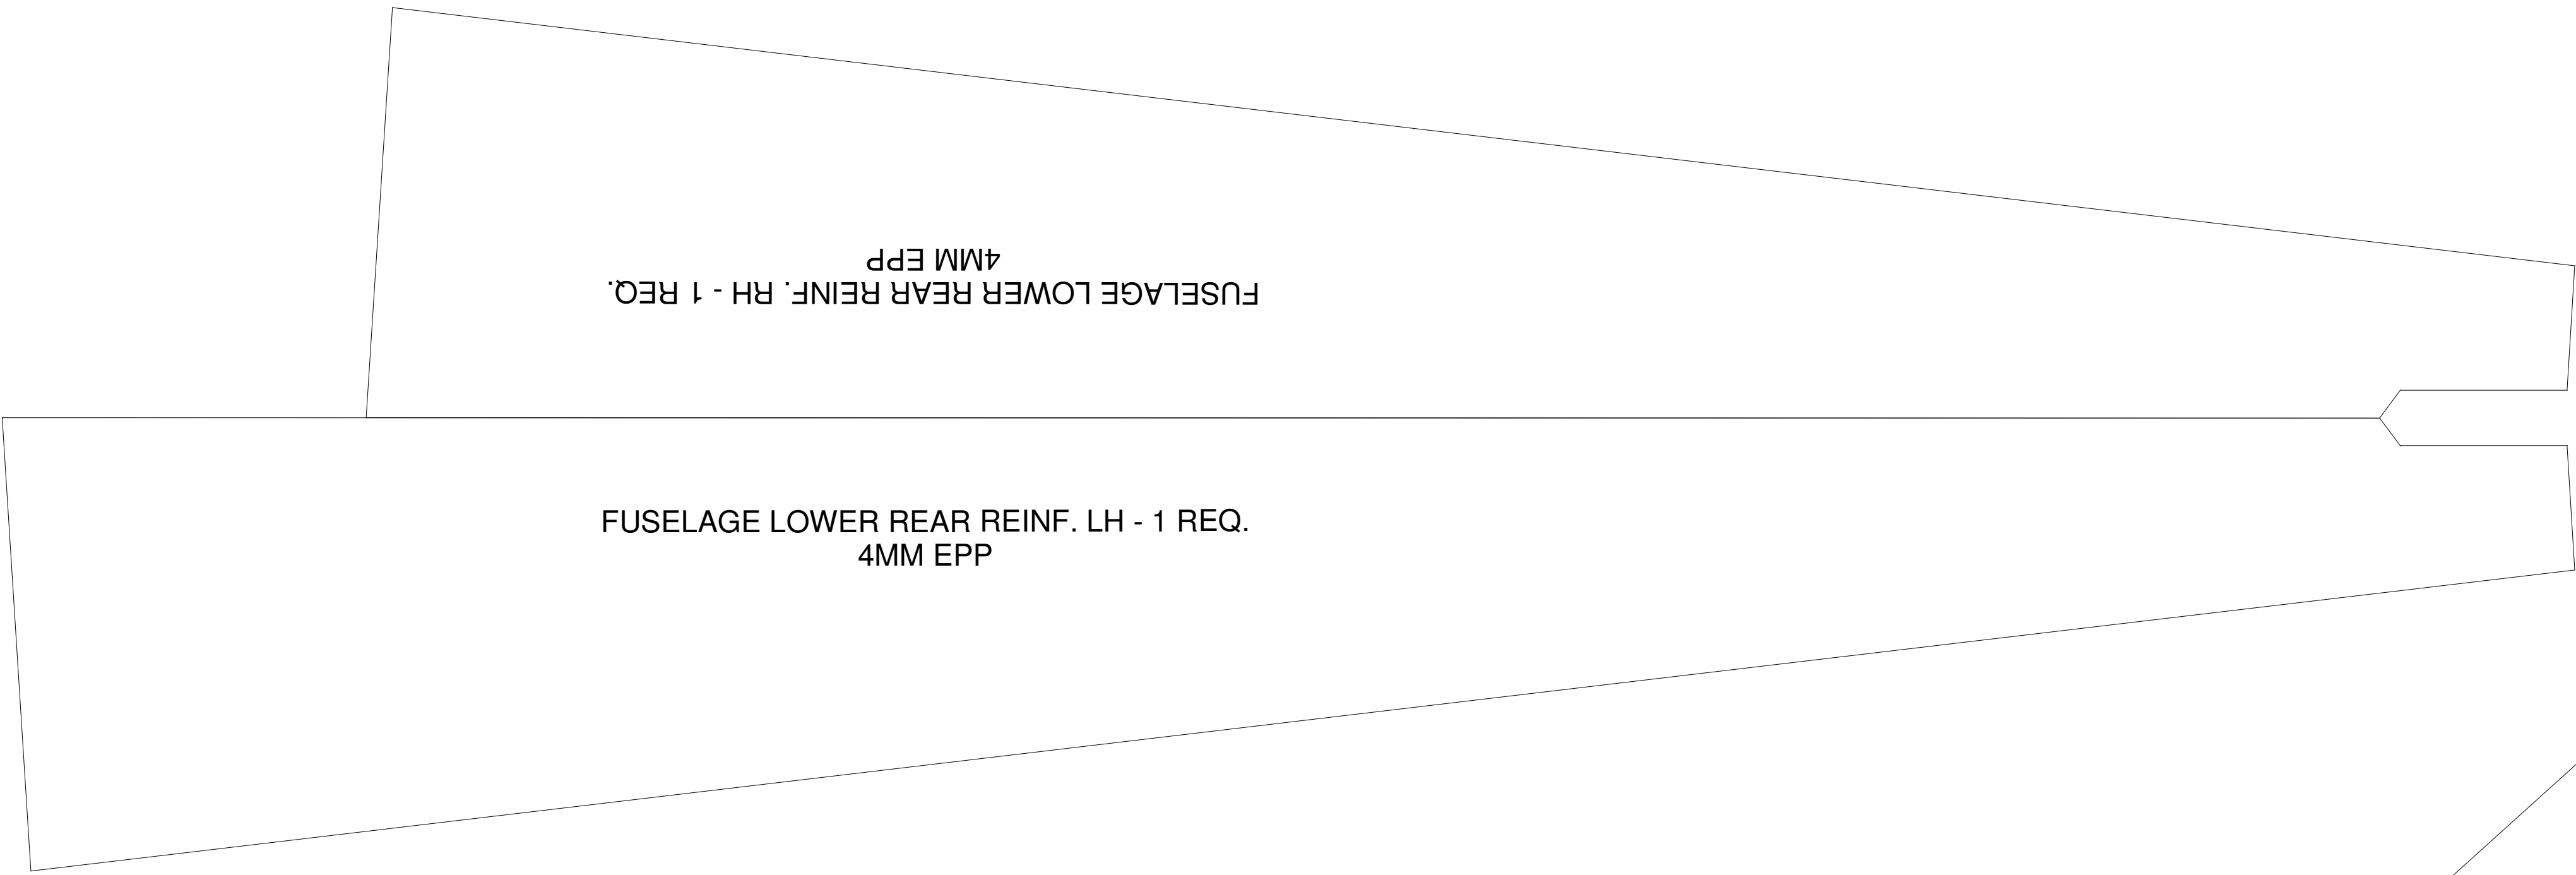 FUSELAGE LOWER REAR REINF. RH - 1 REQ.
4MM EPP
FUSELAGE LOWER REAR REINF. LH - 1 REQ.
4MM EPP